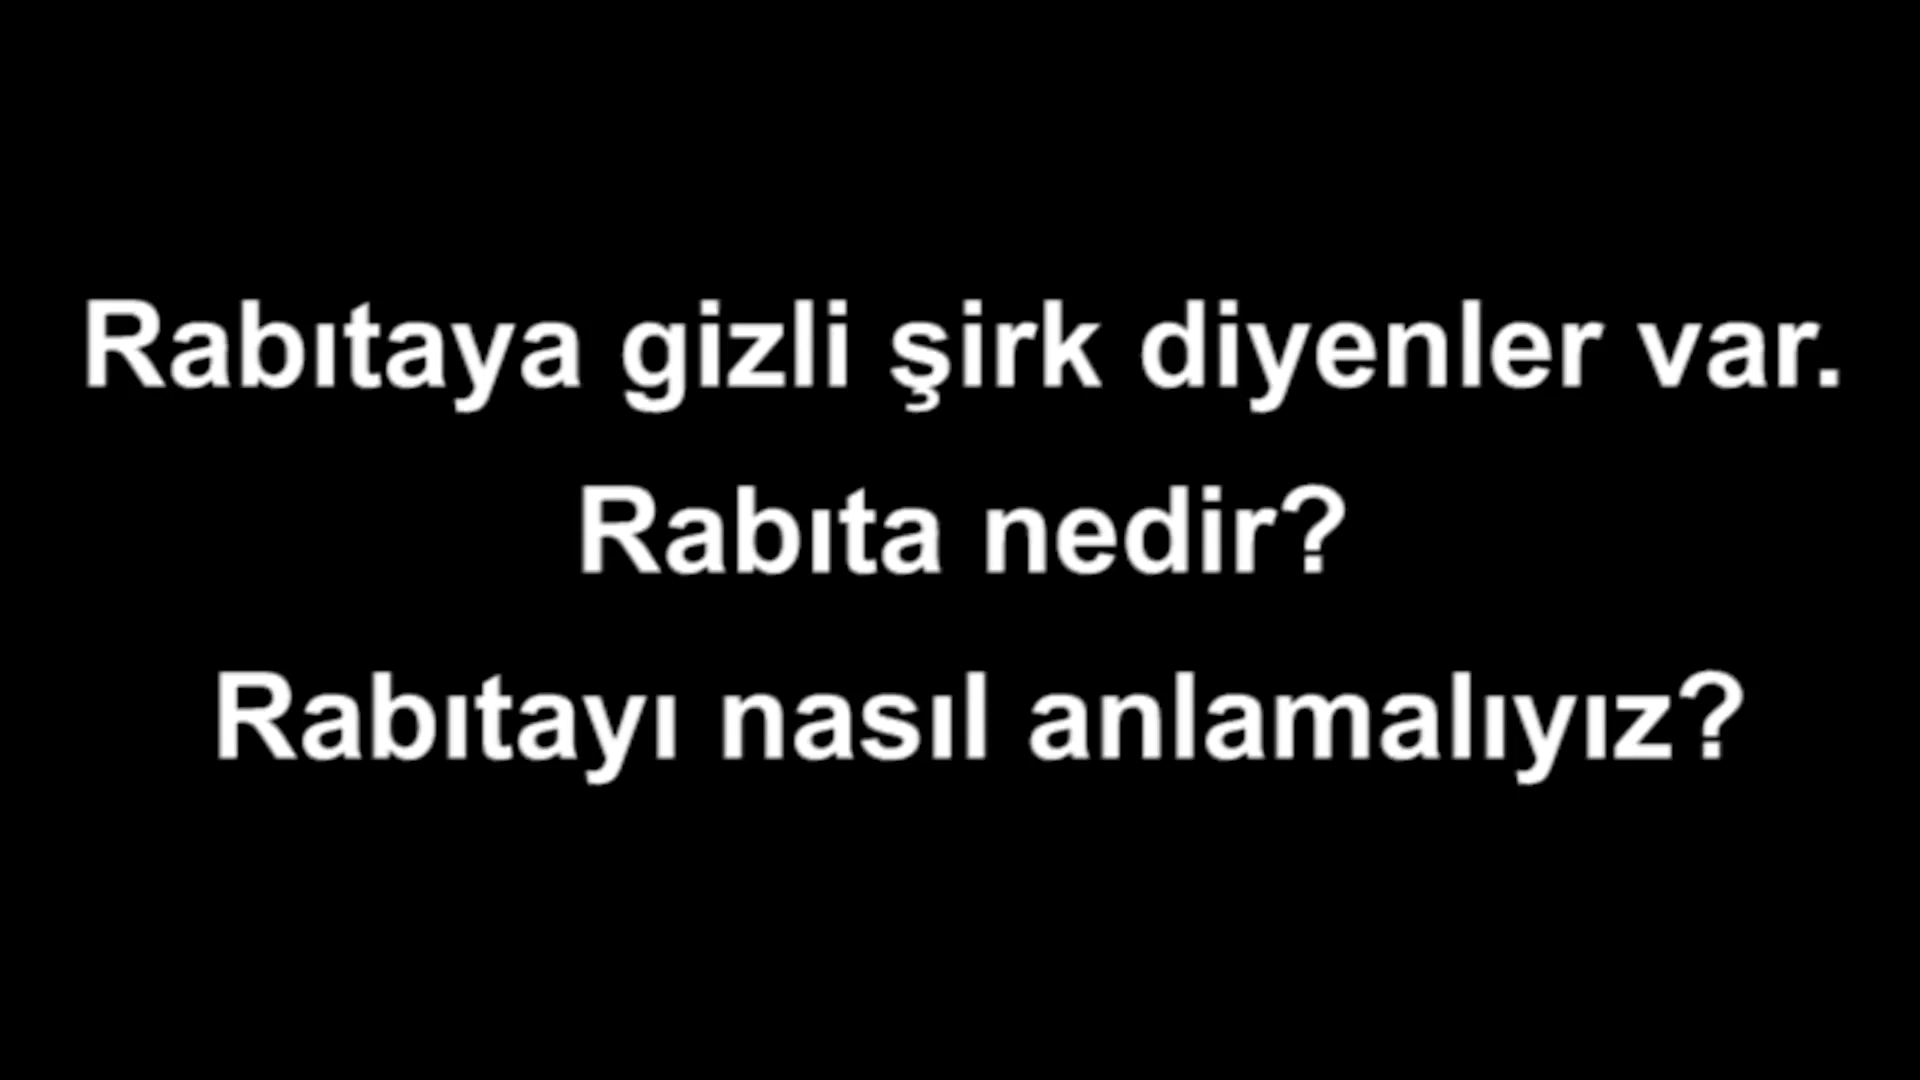 Rabıtaya gizli şirk diyenler var.
Rabıta nedir?
Rabıtayı nasıl anlamalıyız?